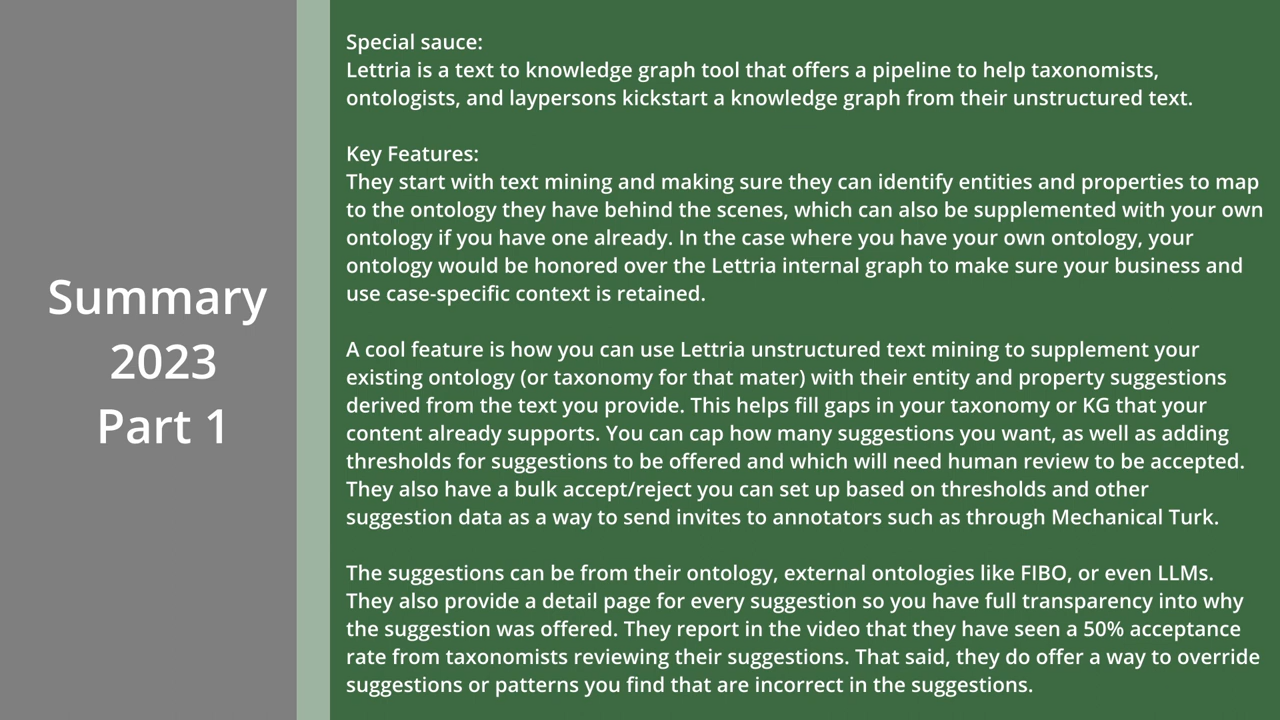 Summary
2023
Part 1
Special sauce:
Lettria is a text to knowledge graph tool that offers a pipeline to help taxonomists,
ontologists, and laypersons kickstart a knowledge graph from their unstructured text.
Key Features:
They start with text mining and making sure they can identify entities and properties to map
to the ontology they have behind the scenes, which can also be supplemented with your own
ontology if you have one already. In the case where you have your own ontology, your
ontology would be honored over the Lettria internal graph to make sure your business and
use case-specific context is retained.
A cool feature is how you can use Lettria unstructured text mining to supplement your
existing ontology (or taxonomy for that mater) with their entity and property suggestions
derived from the text you provide. This helps fill gaps in your taxonomy or KG that your
content already supports. You can cap how many suggestions you want, as well as adding
thresholds for suggestions to be offered and which will need human review to be accepted.
They also have a bulk accept/reject you can set up based on thresholds and other
suggestion data as a way to send invites to annotators such as through Mechanical Turk.
The suggestions can be from their ontology, external ontologies like FIBO, or even LLMs.
They also provide a detail page for every suggestion so you have full transparency into why
the suggestion was offered. They report in the video that they have seen a 50% acceptance
rate from taxonomists reviewing their suggestions. That said, they do offer a way to override
suggestions or patterns you find that are incorrect in the suggestions.